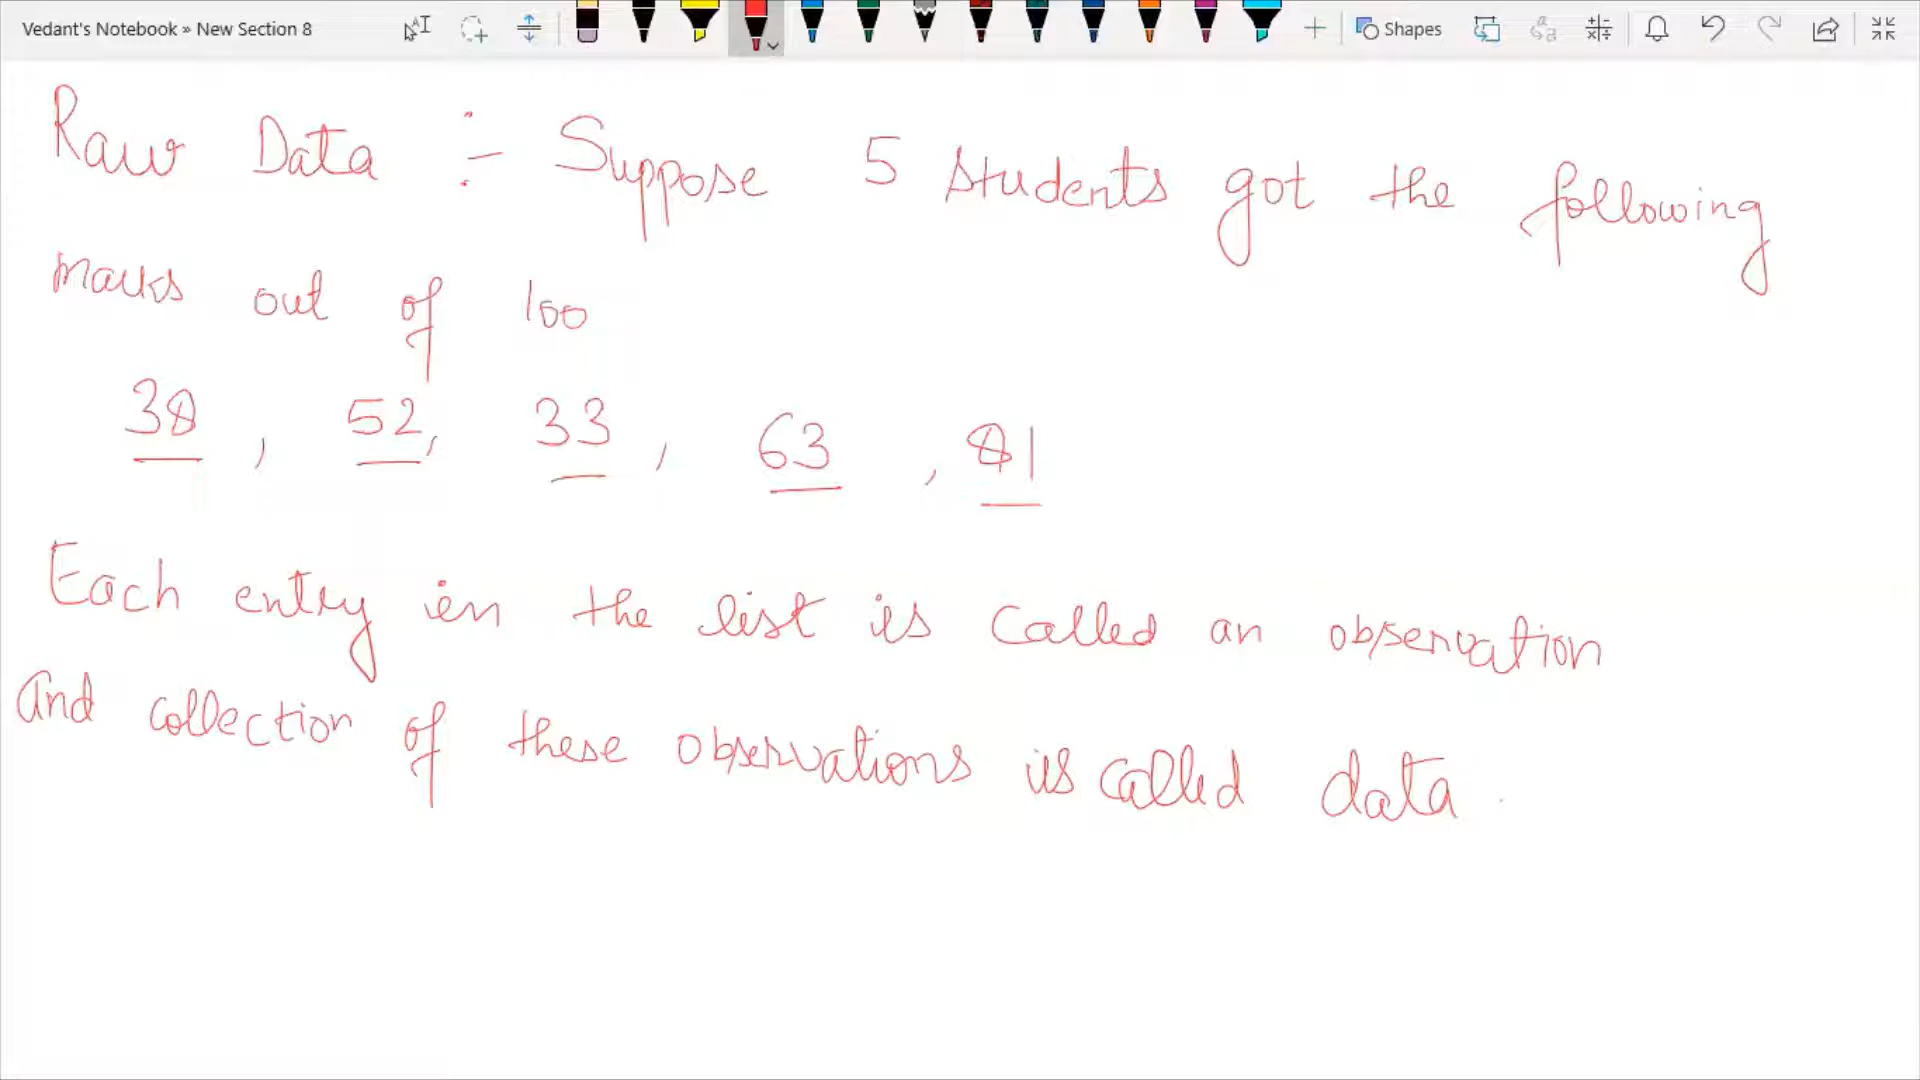 Vedant's Notebook » New Section 8
Shapes
Raw Data :- Suppose 5 students got the following
marks out of 100
38 , 52, 33 , 63 , 81
Each entry in the list is called an observation
And collection of these observations is called data .